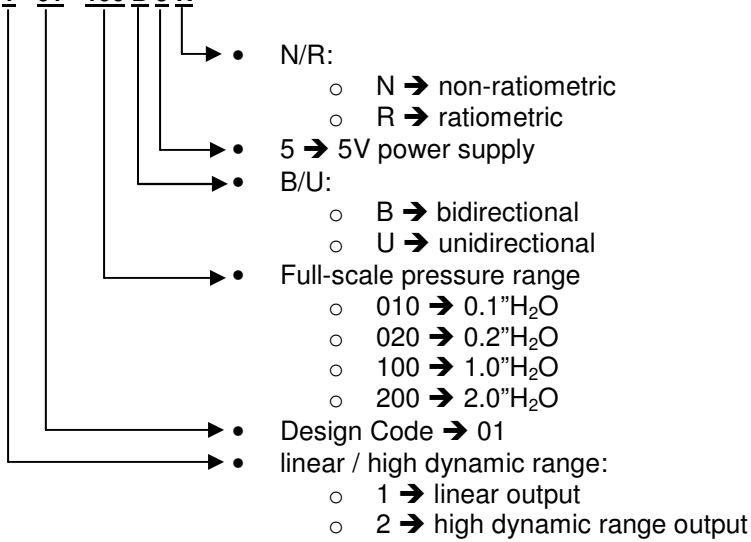 • N/R:
o N ➔ non-ratiometric
o R ➔ ratiometric
• 5 ➔ 5V power supply
• B/U:
o B ➔ bidirectional
o U ➔ unidirectional
• Full-scale pressure range
o 010 ➔ 0.1”H₂O
o 020 ➔ 0.2”H₂O
o 100 ➔ 1.0”H₂O
o 200 ➔ 2.0”H₂O
• Design Code ➔ 01
• linear / high dynamic range:
o 1 ➔ linear output
o 2 ➔ high dynamic range output